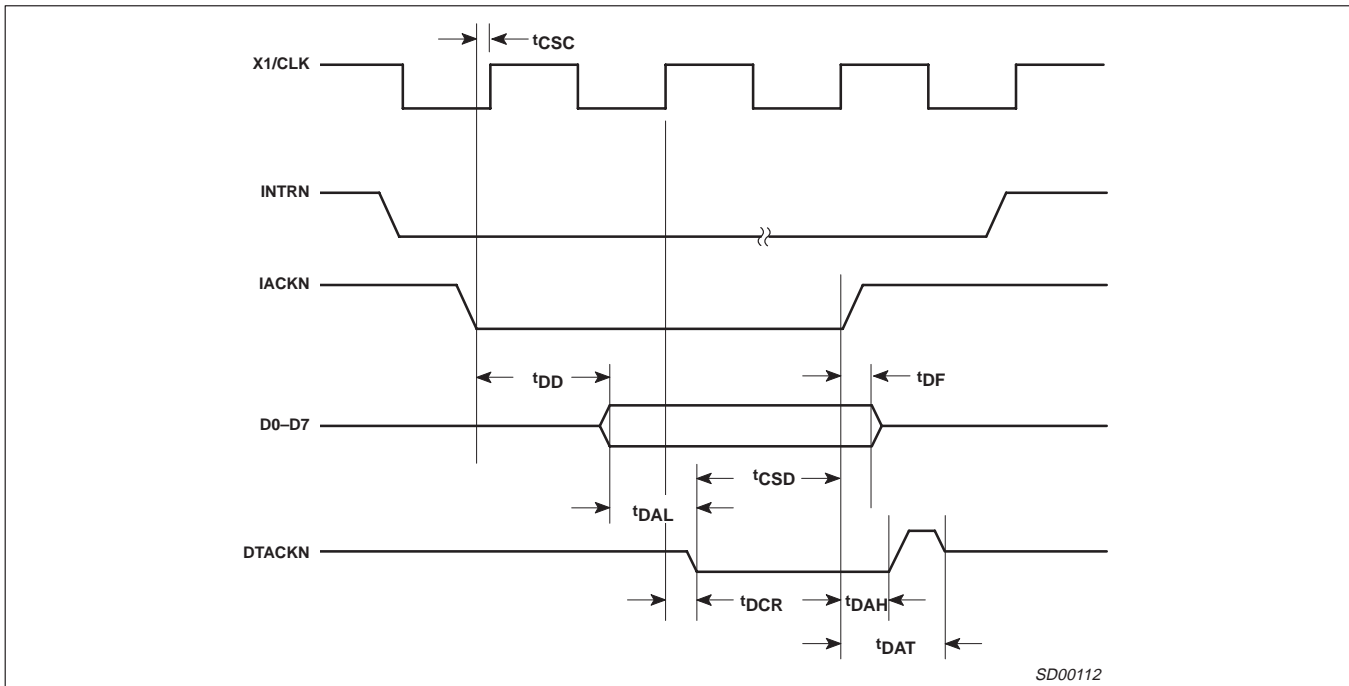 tCSC
X1/CLK
INTRN
IACKN
tDD
tDF
D0–D7
tCSD
tDAL
DTACKN
tDCR
tDAH
tDAT
SD00112